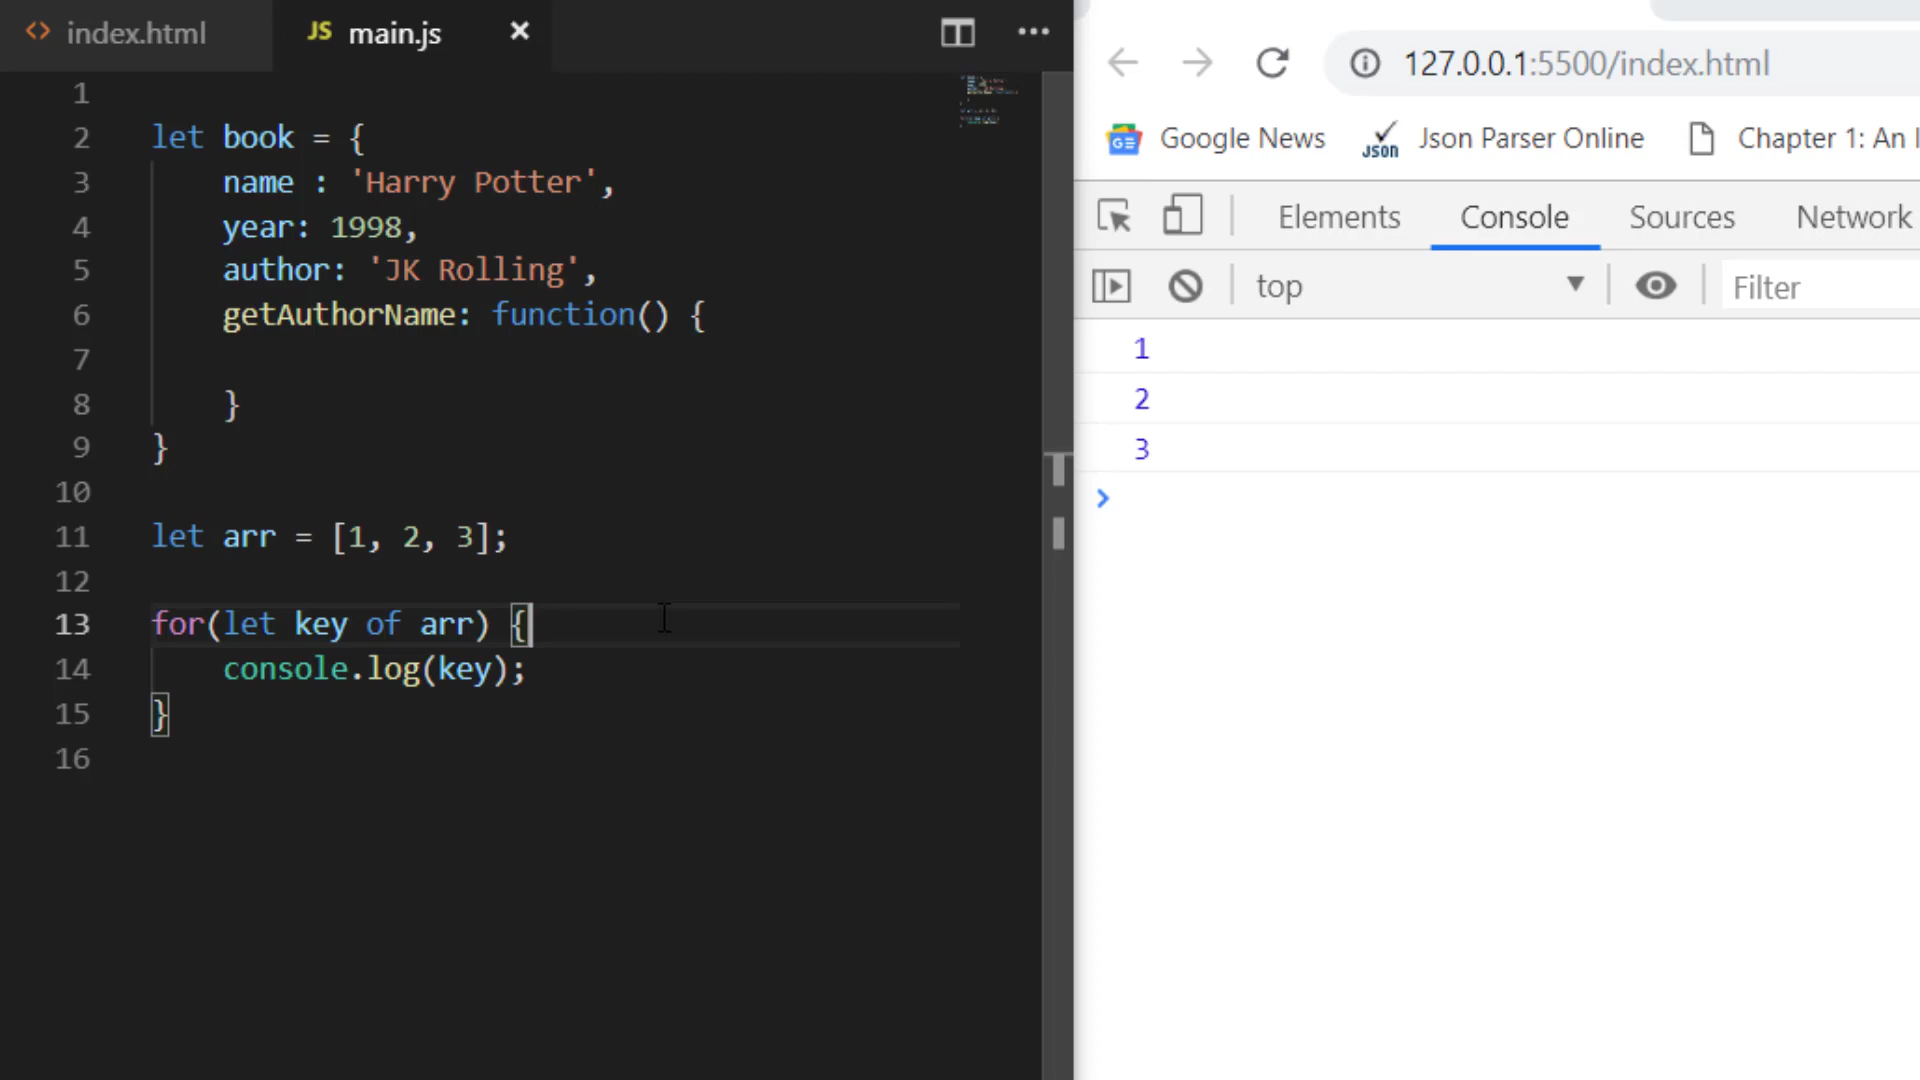 index.html
JS main.js
1
2 let book = {
3 name : 'Harry Potter',
4 year: 1998,
5 author: 'JK Rolling',
6 getAuthorName: function() {
7
8 }
9 }
10
11 let arr = [1, 2, 3];
12
13 for(let key of arr) {
14 console.log(key);
15 }
16
127.0.0.1:5500/index.html
GE Google News JSON Json Parser Online Chapter 1: An I
Elements Console Sources Network
top Filter
1
2
3